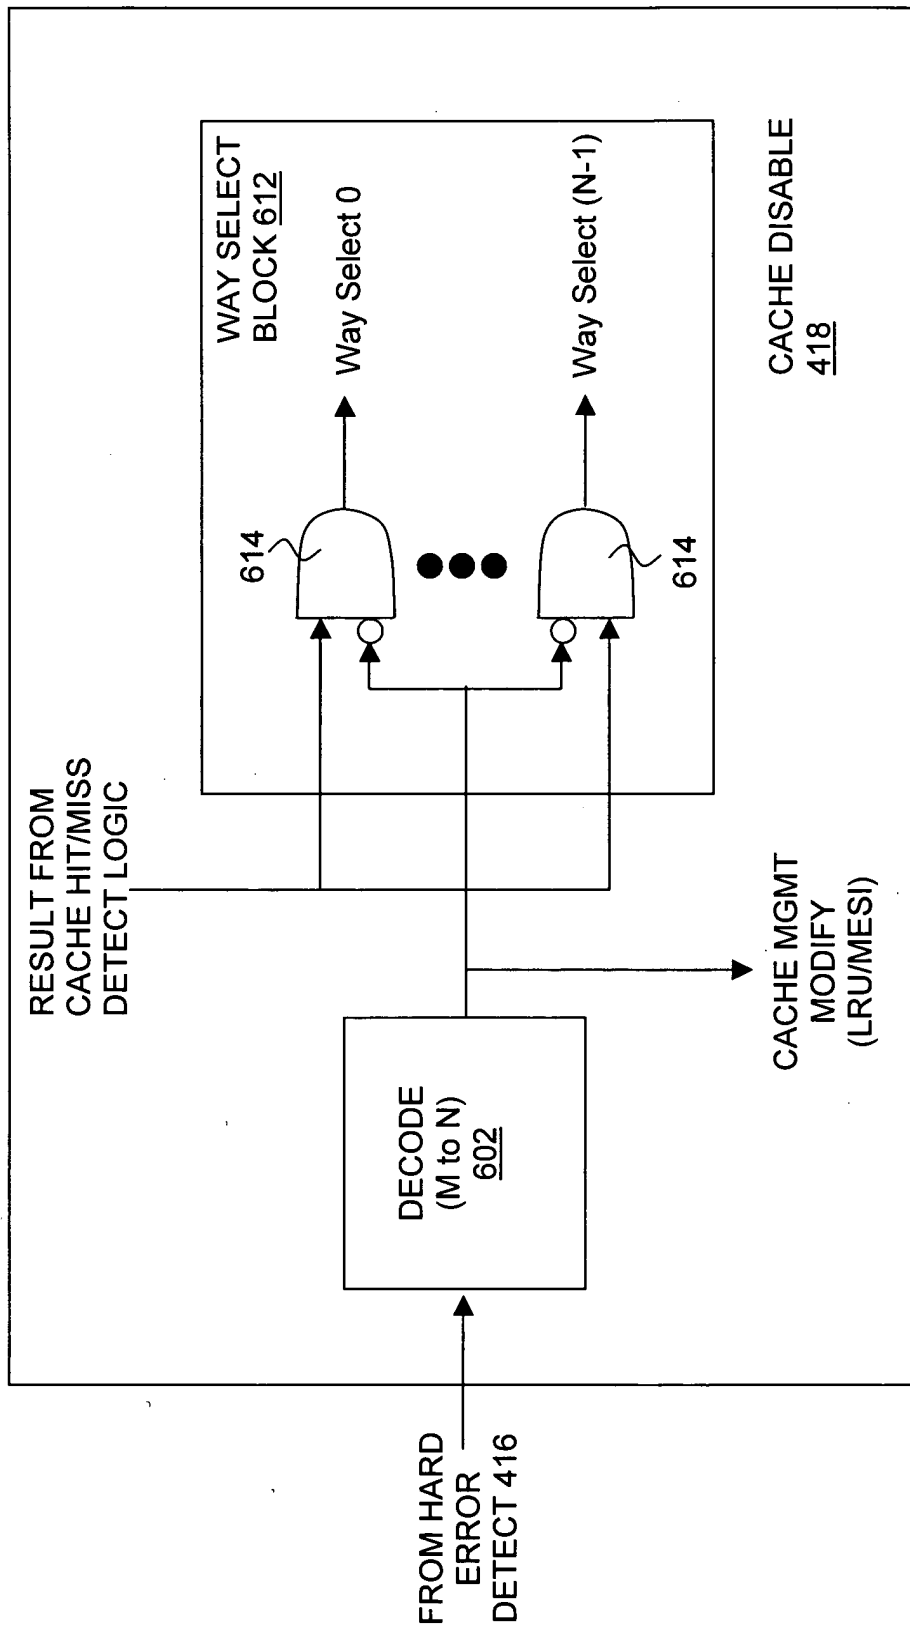 RESULT FROM
CACHE HIT/MISS
DETECT LOGIC
WAY SELECT
BLOCK 612
614
Way Select 0
614
Way Select (N-1)
FROM HARD
ERROR
DETECT 416
DECODE
(M to N)
602
CACHE MGMT
MODIFY
(LRU/MESI)
CACHE DISABLE
418